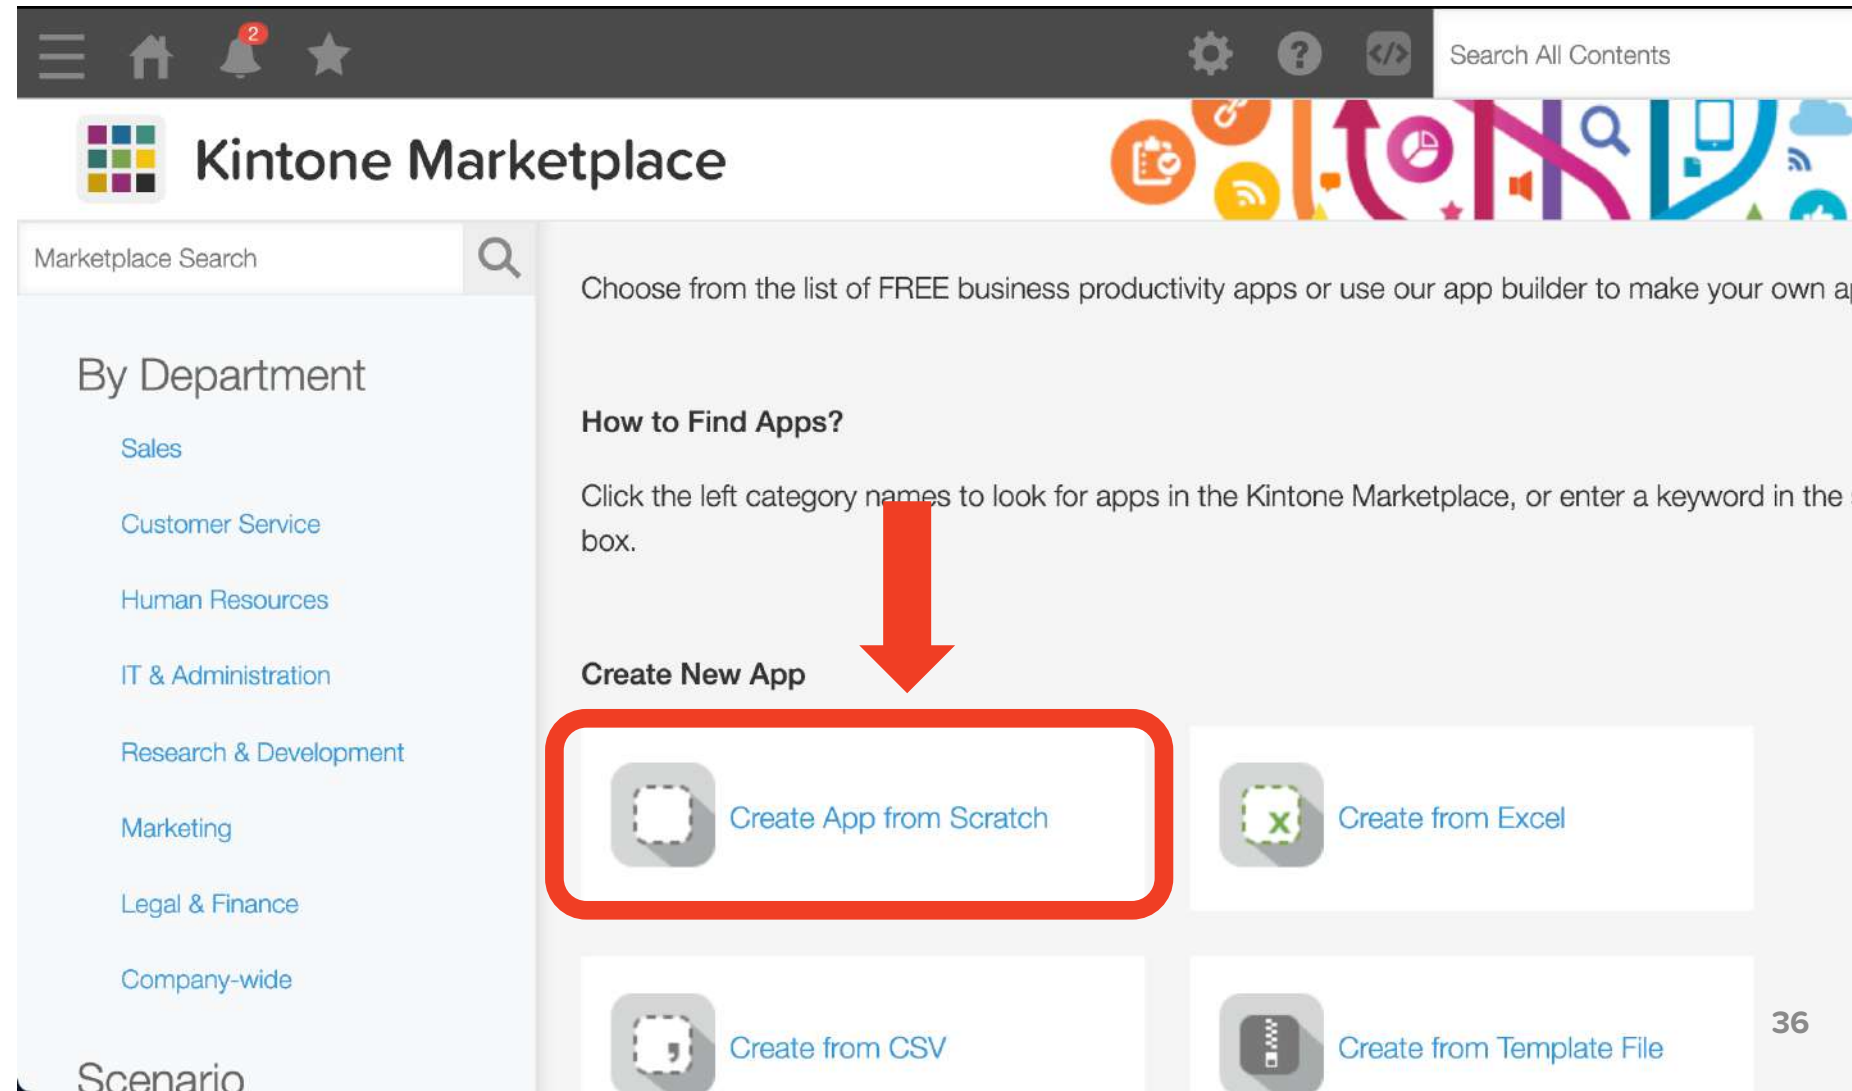 2
</>
Search All Contents
Kintone Marketplace
Marketplace Search
Choose from the list of FREE business productivity apps or use our app builder to make your own
By Department
Sales
Customer Service
Human Resources
IT & Administration
Research & Development
Marketing
Legal & Finance
Company-wide
Scenario
How to Find Apps?
Click the left category names to look for apps in the Kintone Marketplace, or enter a keyword in the
box.
Create New App
Create App from Scratch
Create from Excel
Create from CSV
Create from Template File
36